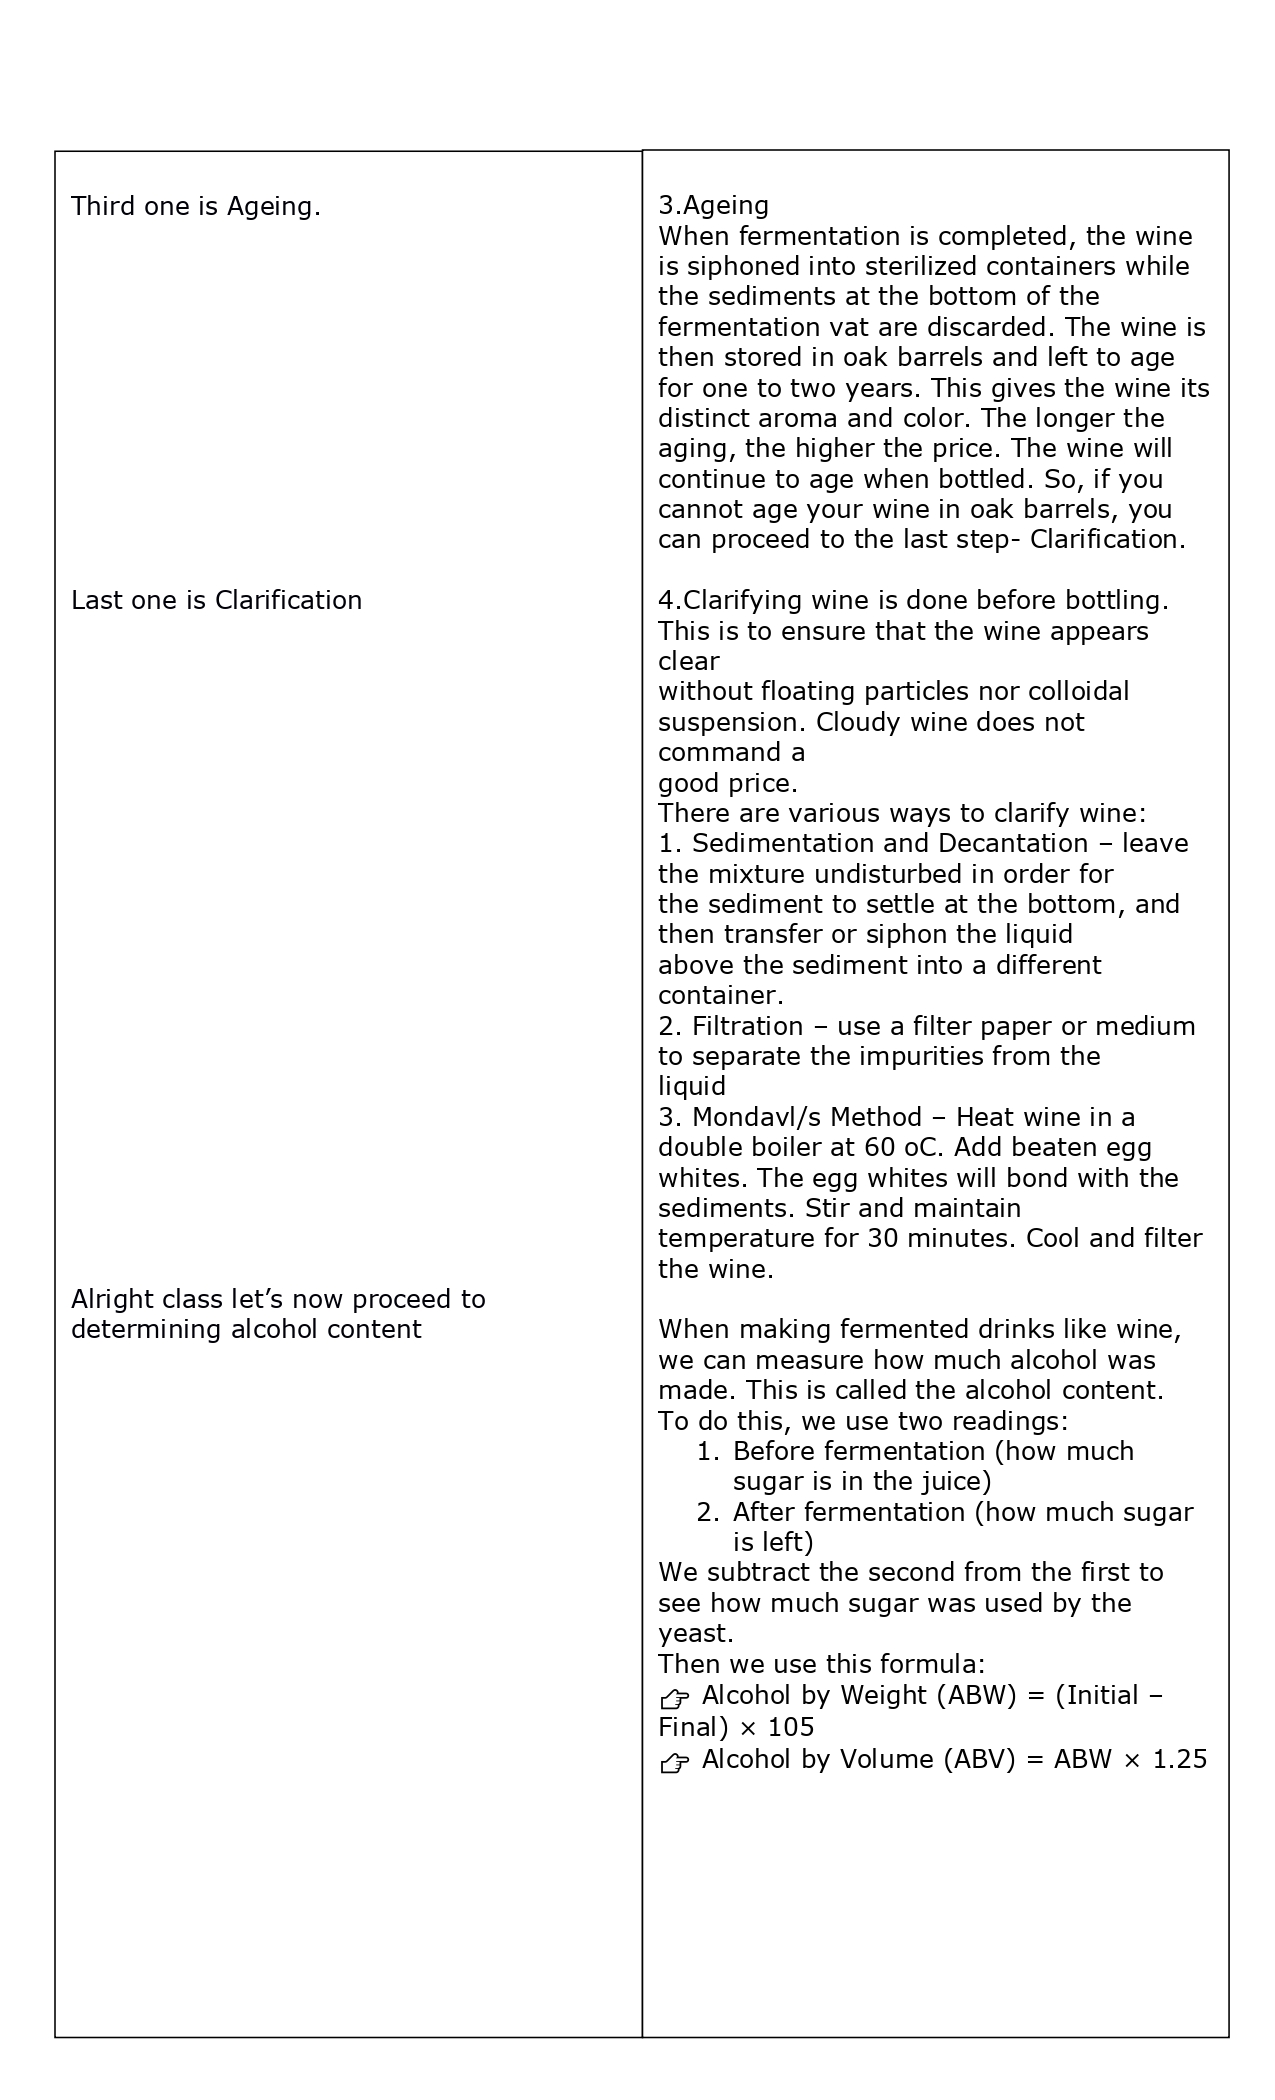 Third one is Ageing.
Last one is Clarification
Alright class let’s now proceed to
determining alcohol content
3.Ageing
When fermentation is completed, the wine
is siphoned into sterilized containers while
the sediments at the bottom of the
fermentation vat are discarded. The wine is
then stored in oak barrels and left to age
for one to two years. This gives the wine its
distinct aroma and color. The longer the
aging, the higher the price. The wine will
continue to age when bottled. So, if you
cannot age your wine in oak barrels, you
can proceed to the last step- Clarification.
4.Clarifying wine is done before bottling.
This is to ensure that the wine appears
clear
without floating particles nor colloidal
suspension. Cloudy wine does not
command a
good price.
There are various ways to clarify wine:
1. Sedimentation and Decantation – leave
the mixture undisturbed in order for
the sediment to settle at the bottom, and
then transfer or siphon the liquid
above the sediment into a different
container.
2. Filtration – use a filter paper or medium
to separate the impurities from the
liquid
3. Mondavl/s Method – Heat wine in a
double boiler at 60 oC. Add beaten egg
whites. The egg whites will bond with the
sediments. Stir and maintain
temperature for 30 minutes. Cool and filter
the wine.
When making fermented drinks like wine,
we can measure how much alcohol was
made. This is called the alcohol content.
To do this, we use two readings:
1. Before fermentation (how much
sugar is in the juice)
2. After fermentation (how much sugar
is left)
We subtract the second from the first to
see how much sugar was used by the
yeast.
Then we use this formula:
👉 Alcohol by Weight (ABW) = (Initial –
Final) × 105
👉 Alcohol by Volume (ABV) = ABW × 1.25